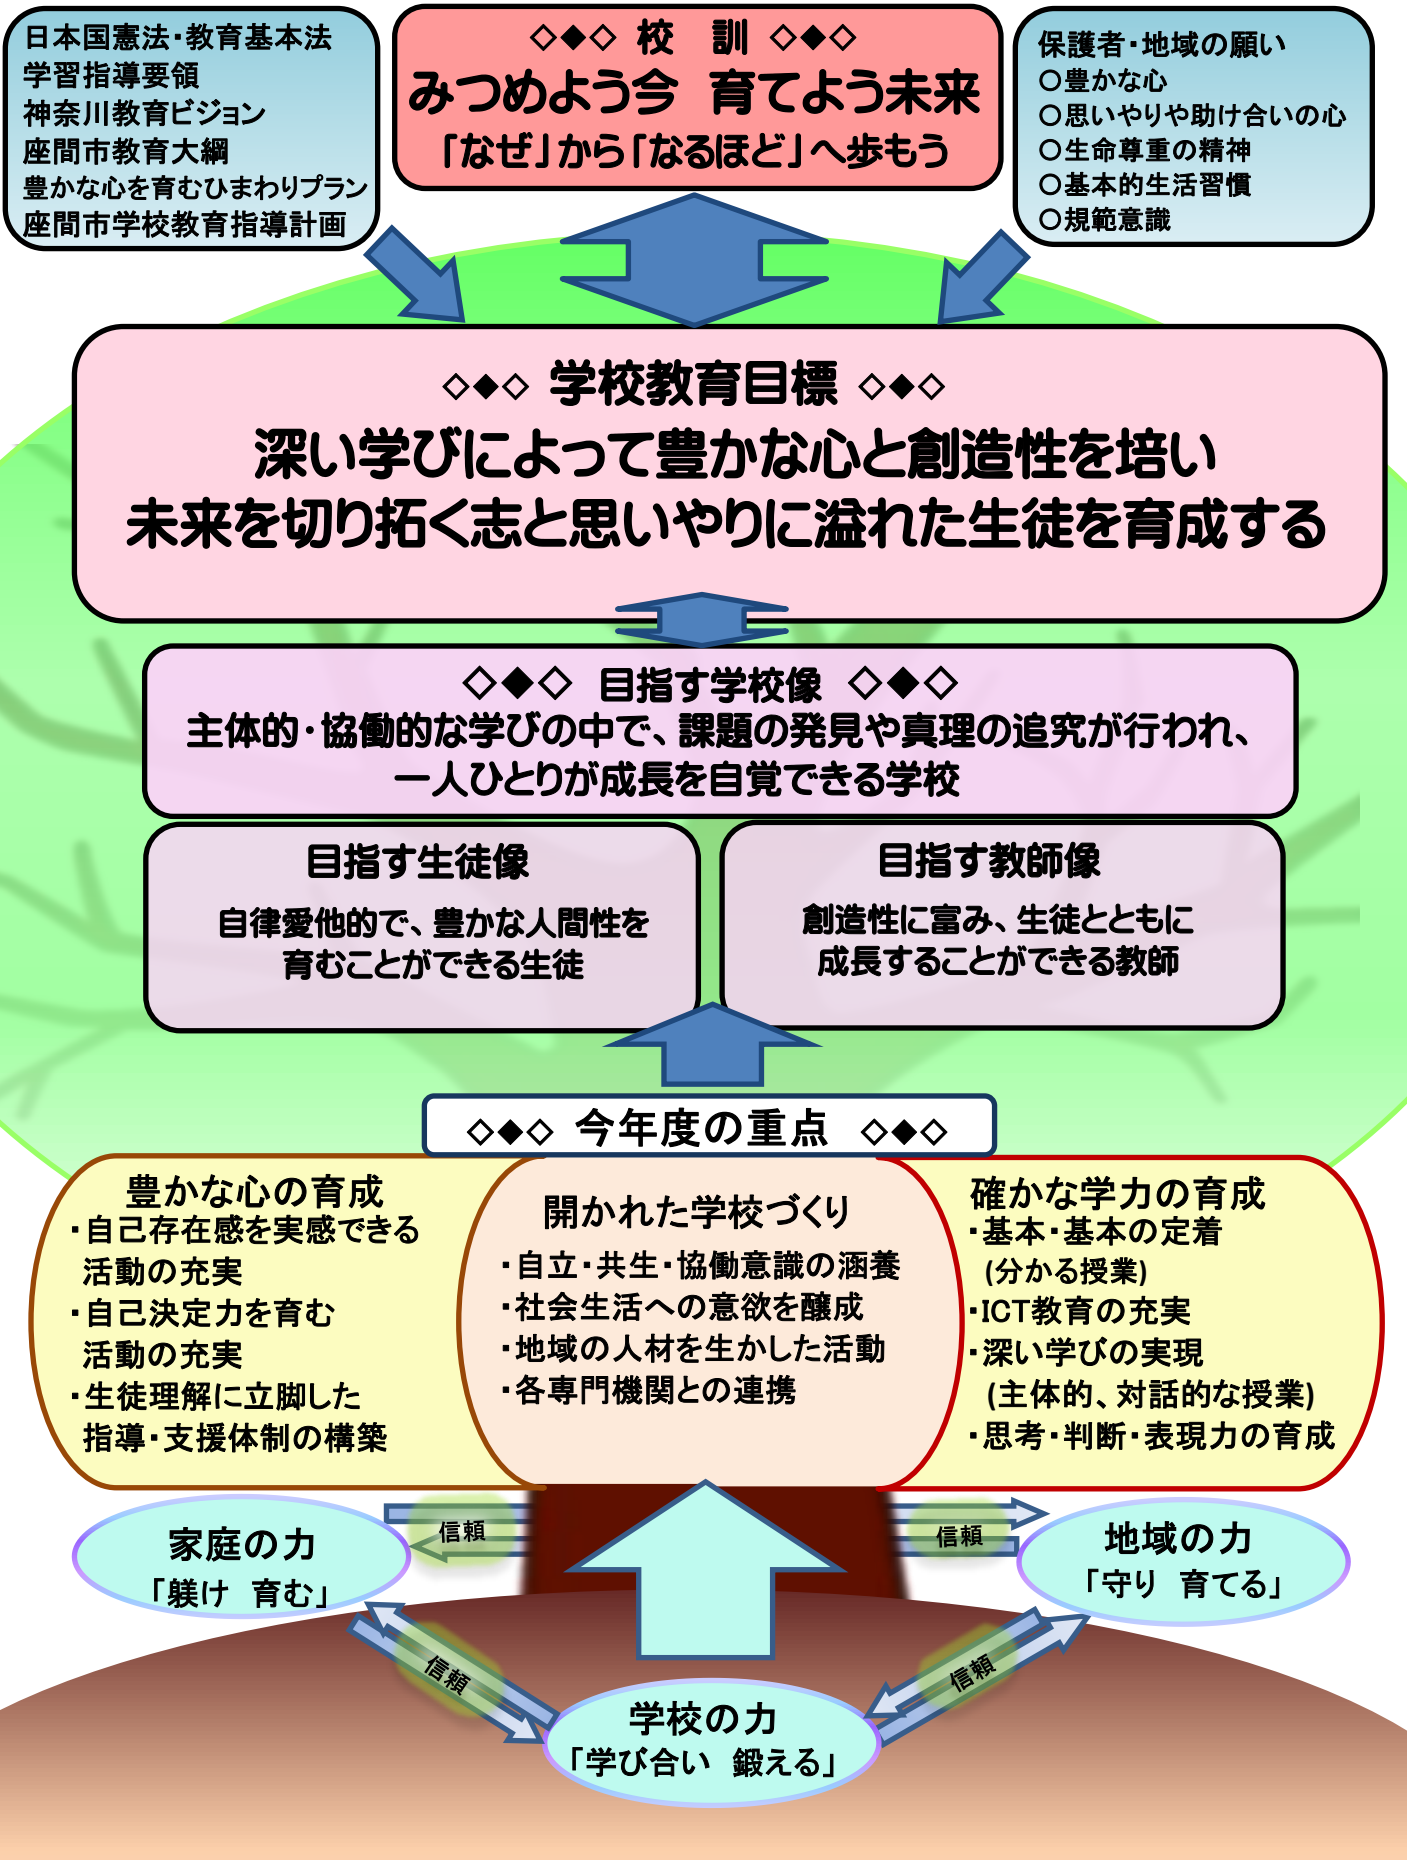 日本国憲法・教育基本法
学習指導要領
神奈川教育ビジョン
座間市教育大綱
豊かな心を育むひまわりプラン
座間市学校教育指導計画
◇◆◇ 校　訓 ◇◆◇
みつめよう今　育てよう未来
「なぜ」から「なるほど」へ歩もう
保護者・地域の願い
○豊かな心
○思いやりや助け合いの心
○生命尊重の精神
○基本的生活習慣
○規範意識
◇◆◇ 学校教育目標 ◇◆◇
深い学びによって豊かな心と創造性を培い
未来を切り拓く志と思いやりに溢れた生徒を育成する
◇◆◇ 目指す学校像 ◇◆◇
主体的・協働的な学びの中で、課題の発見や真理の追究が行われ、
一人ひとりが成長を自覚できる学校
目指す生徒像
自律愛他的で、豊かな人間性を
育むことができる生徒
目指す教師像
創造性に富み、生徒とともに
成長することができる教師
◇◆◇ 今年度の重点 ◇◆◇
豊かな心の育成
・自己存在感を実感できる
活動の充実
・自己決定力を育む
活動の充実
・生徒理解に立脚した
指導・支援体制の構築
開かれた学校づくり
・自立・共生・協働意識の涵養
・社会生活への意欲を醸成
・地域の人材を生かした活動
・各専門機関との連携
確かな学力の育成
・基本・基本の定着
(分かる授業)
・ICT教育の充実
・深い学びの実現
(主体的、対話的な授業)
・思考・判断・表現力の育成
家庭の力
「躾け　育む」
信頼
信頼
地域の力
「守り　育てる」
信頼
信頼
学校の力
「学び合い　鍛える」